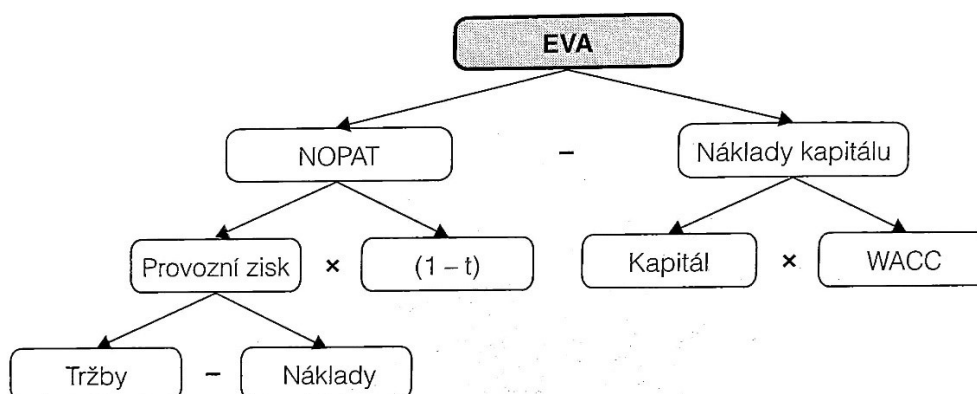 EVA
NOPAT – Náklady kapitálu
Provozní zisk × (1 – t) Kapitál × WACC
Tržby – Náklady